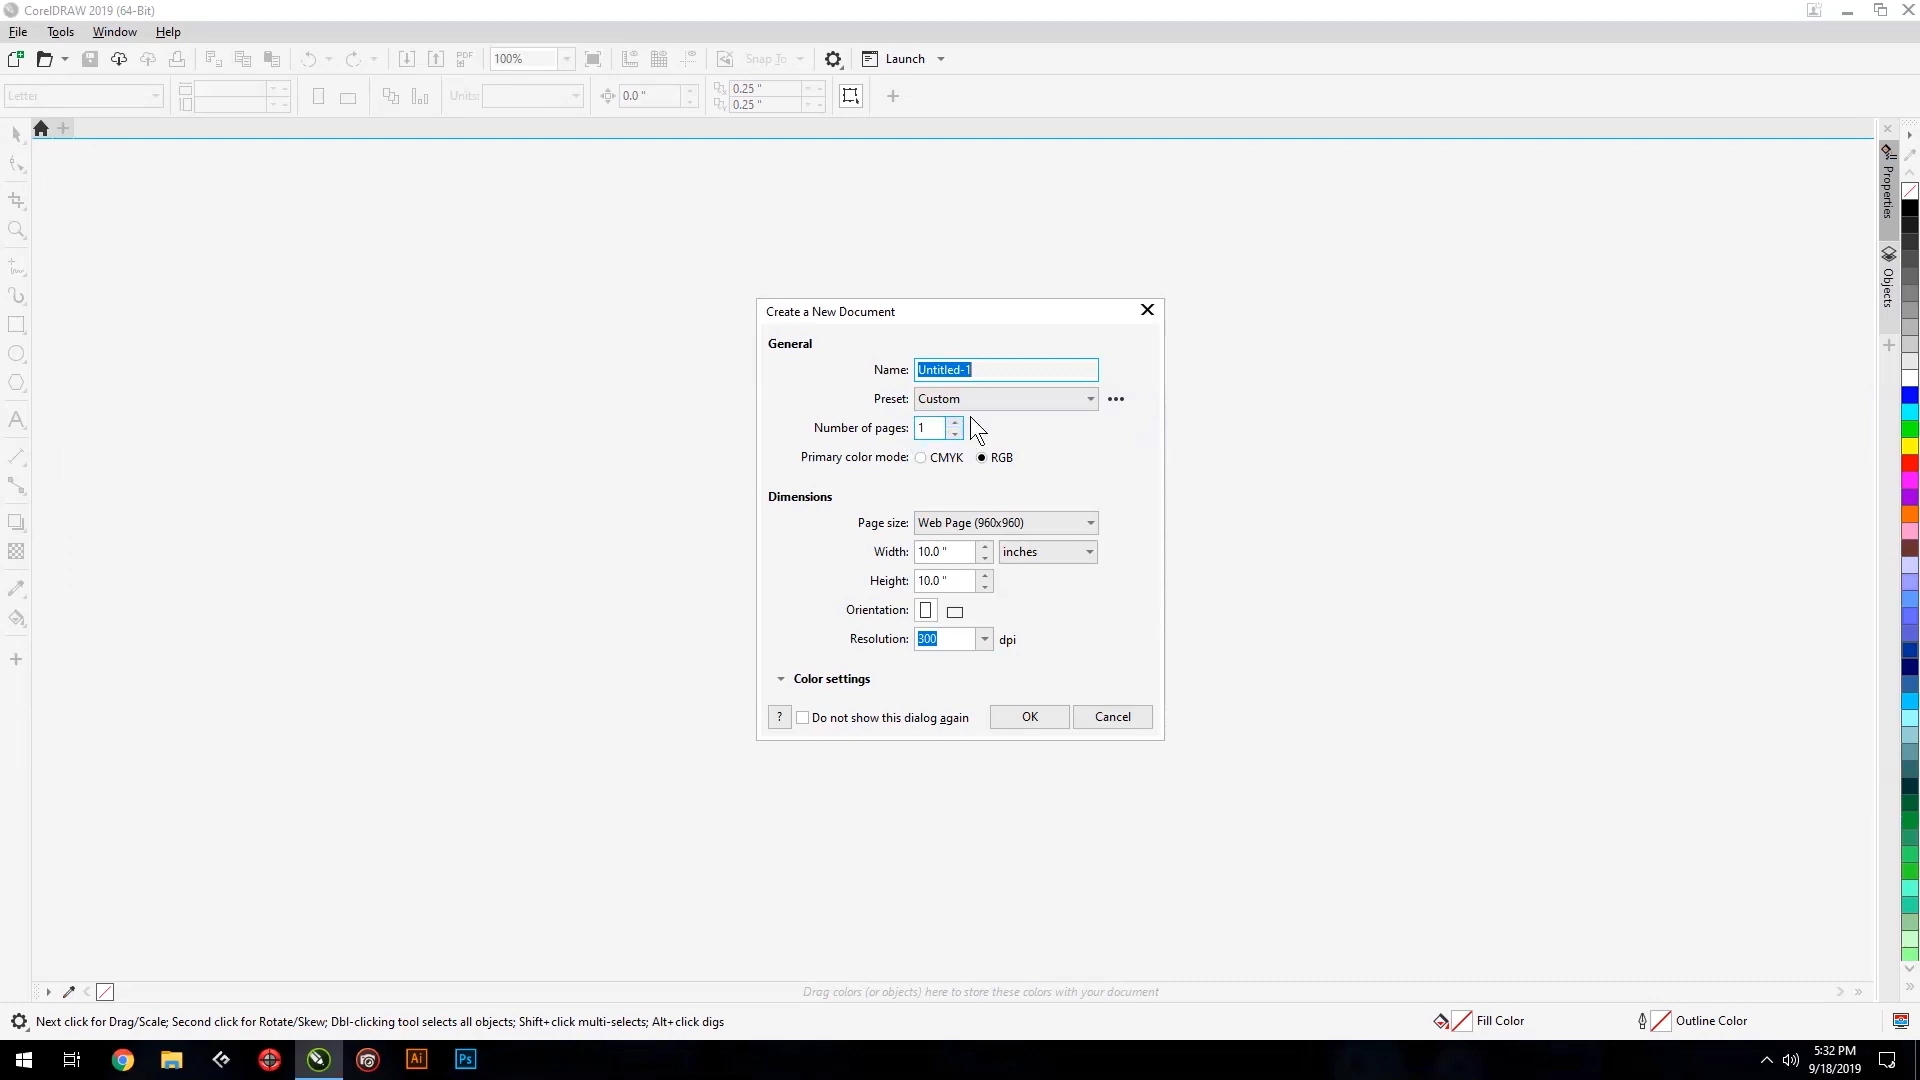 CorelDRAW 2019 (64-Bit)
File Tools Window Help
PDF 100% Snap To Launch
Letter Units: 0.0 " 0.25 "
0.25 "
Properties
Objects
Create a New Document
General
Name: Untitled-1
Preset: Custom
Number of pages: 1
Primary color mode: CMYK RGB
Dimensions
Page size: Web Page (960x960)
Width: 10.0 " inches
Height: 10.0 "
Orientation:
Resolution: 300 dpi
Color settings
? Do not show this dialog again OK Cancel
Drag colors (or objects) here to store these colors with your document
Next click for Drag/Scale; Second click for Rotate/Skew; Dbl-clicking tool selects all objects; Shift+click multi-selects; Alt+click digs Fill Color Outline Color
Ai Ps 5:32 PM
9/18/2019